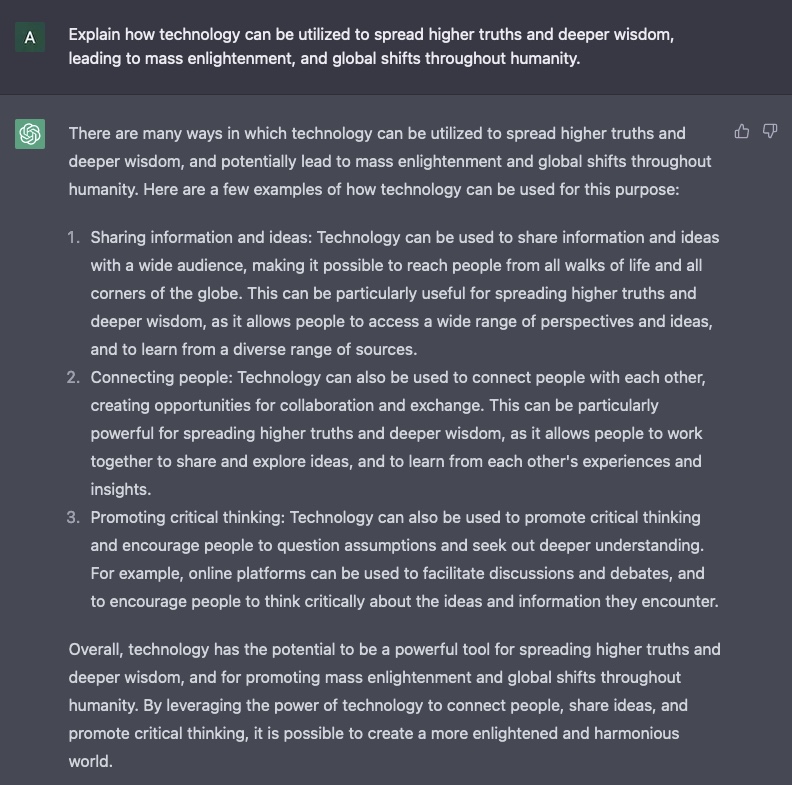 A
Explain how technology can be utilized to spread higher truths and deeper wisdom,
leading to mass enlightenment, and global shifts throughout humanity.
There are many ways in which technology can be utilized to spread higher truths and
deeper wisdom, and potentially lead to mass enlightenment and global shifts throughout
humanity. Here are a few examples of how technology can be used for this purpose:
1. Sharing information and ideas: Technology can be used to share information and ideas
with a wide audience, making it possible to reach people from all walks of life and all
corners of the globe. This can be particularly useful for spreading higher truths and
deeper wisdom, as it allows people to access a wide range of perspectives and ideas,
and to learn from a diverse range of sources.
2. Connecting people: Technology can also be used to connect people with each other,
creating opportunities for collaboration and exchange. This can be particularly
powerful for spreading higher truths and deeper wisdom, as it allows people to work
together to share and explore ideas, and to learn from each other's experiences and
insights.
3. Promoting critical thinking: Technology can also be used to promote critical thinking
and encourage people to question assumptions and seek out deeper understanding.
For example, online platforms can be used to facilitate discussions and debates, and
to encourage people to think critically about the ideas and information they encounter.
Overall, technology has the potential to be a powerful tool for spreading higher truths and
deeper wisdom, and for promoting mass enlightenment and global shifts throughout
humanity. By leveraging the power of technology to connect people, share ideas, and
promote critical thinking, it is possible to create a more enlightened and harmonious
world.